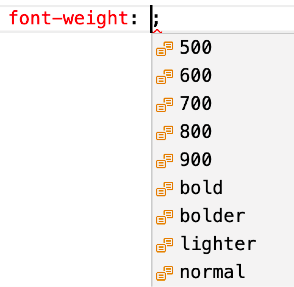 font-weight: ;
500
600
700
800
900
bold
bolder
lighter
normal